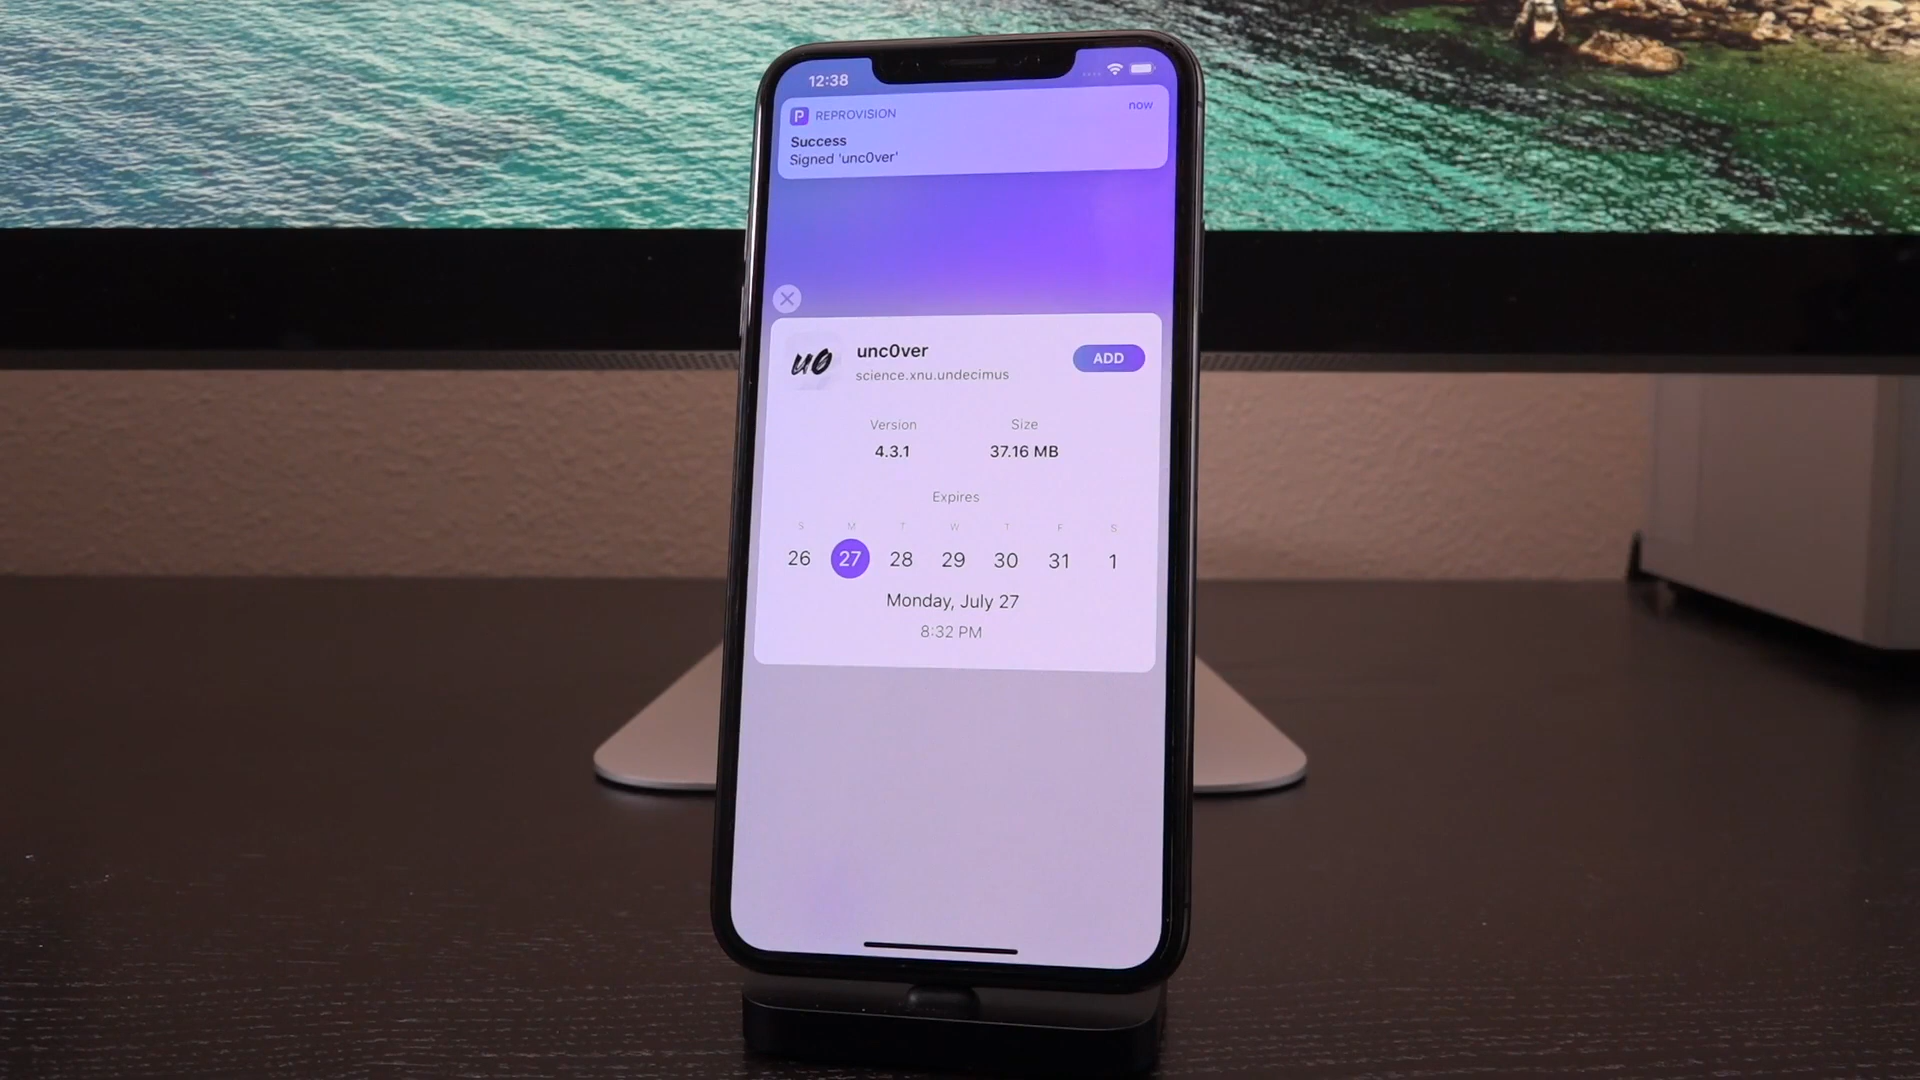 12:38
P REPROVISION now
Success
Signed 'unc0ver'
u0 unc0ver ADD
science.xnu.undecimus
Version Size
4.3.1 37.16 MB
Expires
S M T W T F S
26 27 28 29 30 31 1
Monday, July 27
8:32 PM